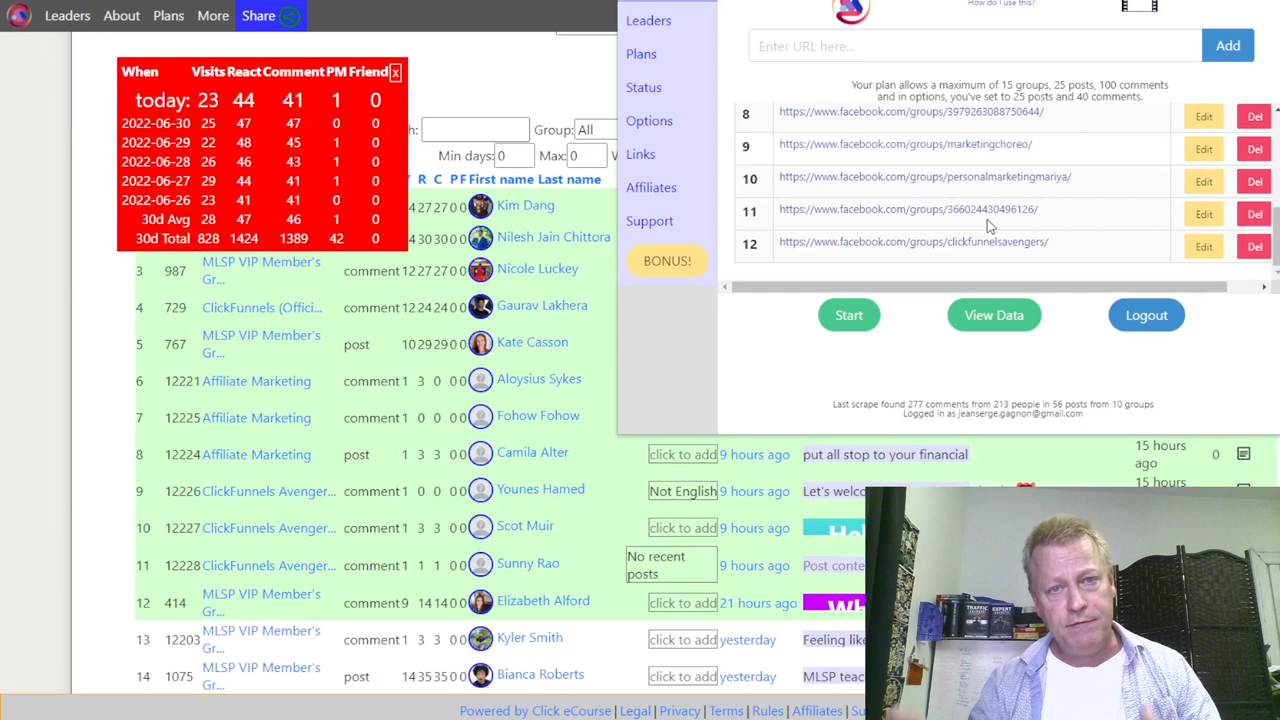 Leaders About Plans More Share
When Visits React Comment PM Friend x
today: 23 44 41 1 0
2022-06-30 25 47 47 0 0
2022-06-29 22 48 45 1 0
2022-06-28 26 46 43 1 0
2022-06-27 29 44 41 1 0
2022-06-26 23 41 41 0 0
30d Avg 28 47 46 1 0
30d Total 828 1424 1389 42 0
h: Group: All
Min days: 0 Max: 0
R C P F First name Last name
27 27 0 0 Kim Dang
30 30 0 0 Nilesh Jain Chittora
3 987 MLSP VIP Member's Gr... comment 12 27 27 0 0 Nicole Luckey
4 729 ClickFunnels (Offici... comment 12 24 24 0 0 Gaurav Lakhera
5 767 MLSP VIP Member's Gr... post 10 29 29 0 0 Kate Casson
6 12221 Affiliate Marketing comment 1 3 0 0 0 Aloysius Sykes
7 12225 Affiliate Marketing comment 1 0 0 0 0 Fohow Fohow
8 12224 Affiliate Marketing post 1 3 3 0 0 Camila Alter click to add 9 hours ago put all stop to your financial 15 hours ago 0
9 12226 ClickFunnels Avenger... comment 1 0 0 0 0 Younes Hamed Not English 9 hours ago Let's welco 15 hours
10 12227 ClickFunnels Avenger... comment 1 3 3 0 0 Scot Muir click to add 9 hours ago
11 12228 ClickFunnels Avenger... comment 1 1 1 0 0 Sunny Rao No recent posts 9 hours ago Post conte
12 414 MLSP VIP Member's Gr... comment 9 14 14 0 0 Elizabeth Alford click to add 21 hours ago
13 12203 MLSP VIP Member's Gr... comment 1 3 3 0 0 Kyler Smith click to add yesterday Feeling like
14 1075 MLSP VIP Member's Gr... post 14 35 35 0 0 Bianca Roberts click to add yesterday MLSP teac
Powered by Click eCourse | Legal | Privacy | Terms | Rules | Affiliates | Su
Leaders
Plans
Status
Options
Links
Affiliates
Support
BONUS!
How do I use this?
Enter URL here... Add
Your plan allows a maximum of 15 groups, 25 posts, 100 comments
and in options, you've set to 25 posts and 40 comments.
8 https://www.facebook.com/groups/3979263088750644/ Edit Del
9 https://www.facebook.com/groups/marketingchoreo/ Edit Del
10 https://www.facebook.com/groups/personalmarketingmariya/ Edit Del
11 https://www.facebook.com/groups/366024430496126/ Edit Del
12 https://www.facebook.com/groups/clickfunnelsavengers/ Edit Del
Start View Data Logout
Last scrape found 277 comments from 213 people in 56 posts from 10 groups
Logged in as jeanserge.gagnon@gmail.com
TRAFFIC
EXPERT